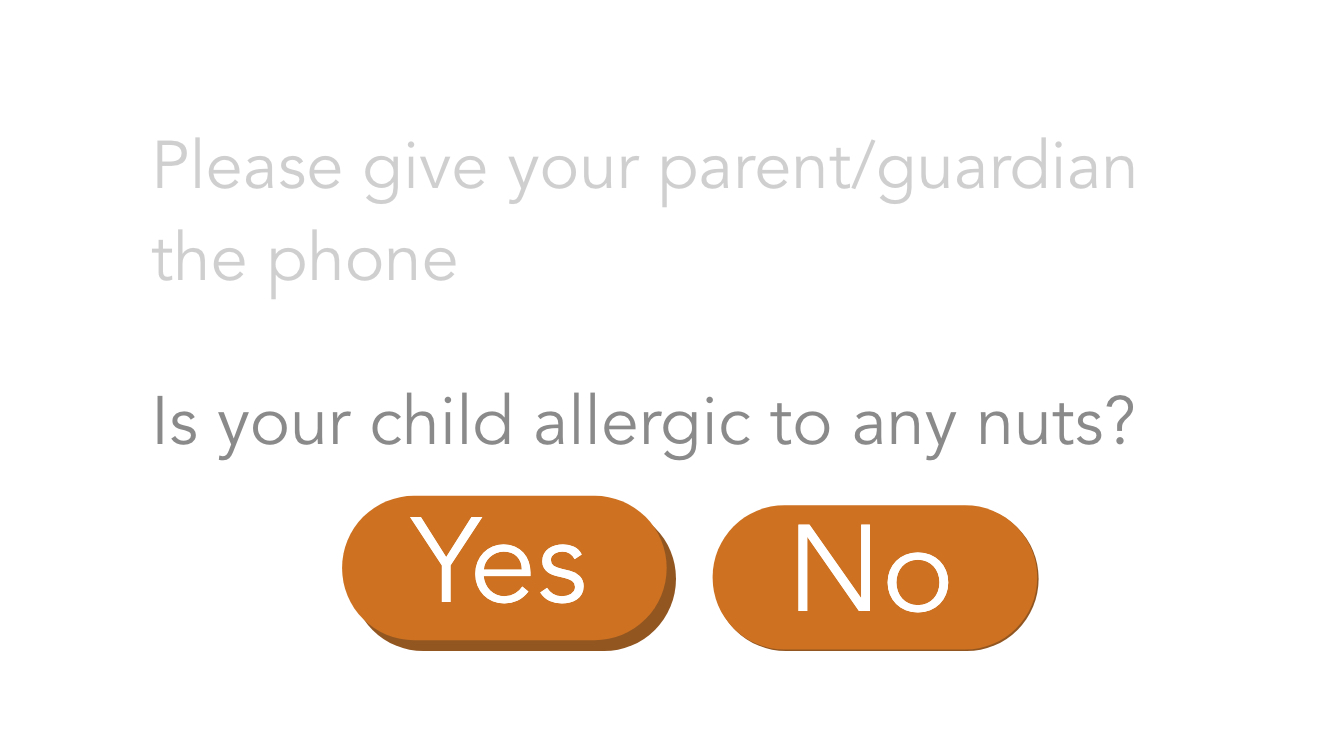 Please give your parent/guardian
the phone
Is your child allergic to any nuts?
Yes No